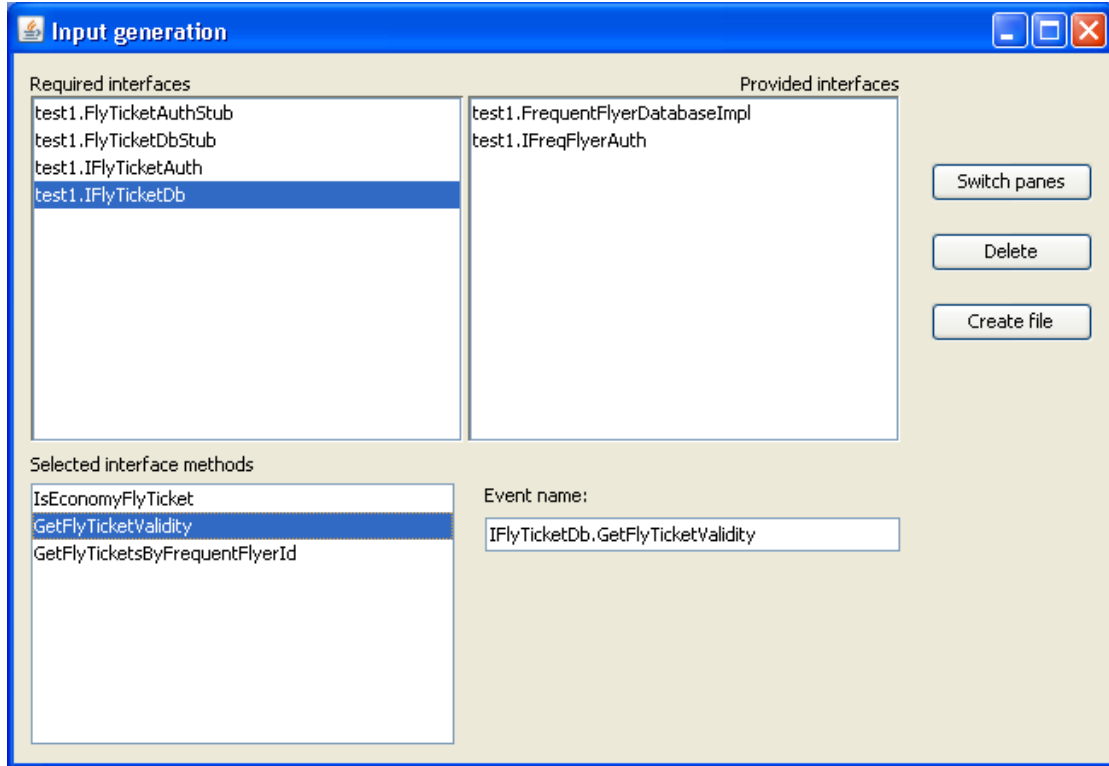 Input generation
Required interfaces
Provided interfaces
test1.FlyTicketAuthStub
test1.FlyTicketDbStub
test1.IFlyTicketAuth
test1.IFlyTicketDb
test1.FrequentFlyerDatabaseImpl
test1.IFreqFlyerAuth
Switch panes
Delete
Create file
Selected interface methods
IsEconomyFlyTicket
GetFlyTicketValidity
GetFlyTicketsByFrequentFlyerId
Event name:
IFlyTicketDb.GetFlyTicketValidity